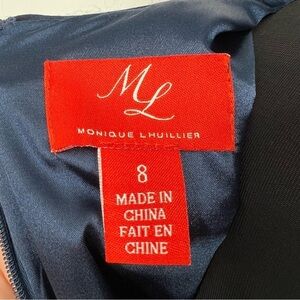 ML
MONIQUE LHUILLIER
8
MADE IN
CHINA
FAIT EN
CHINE